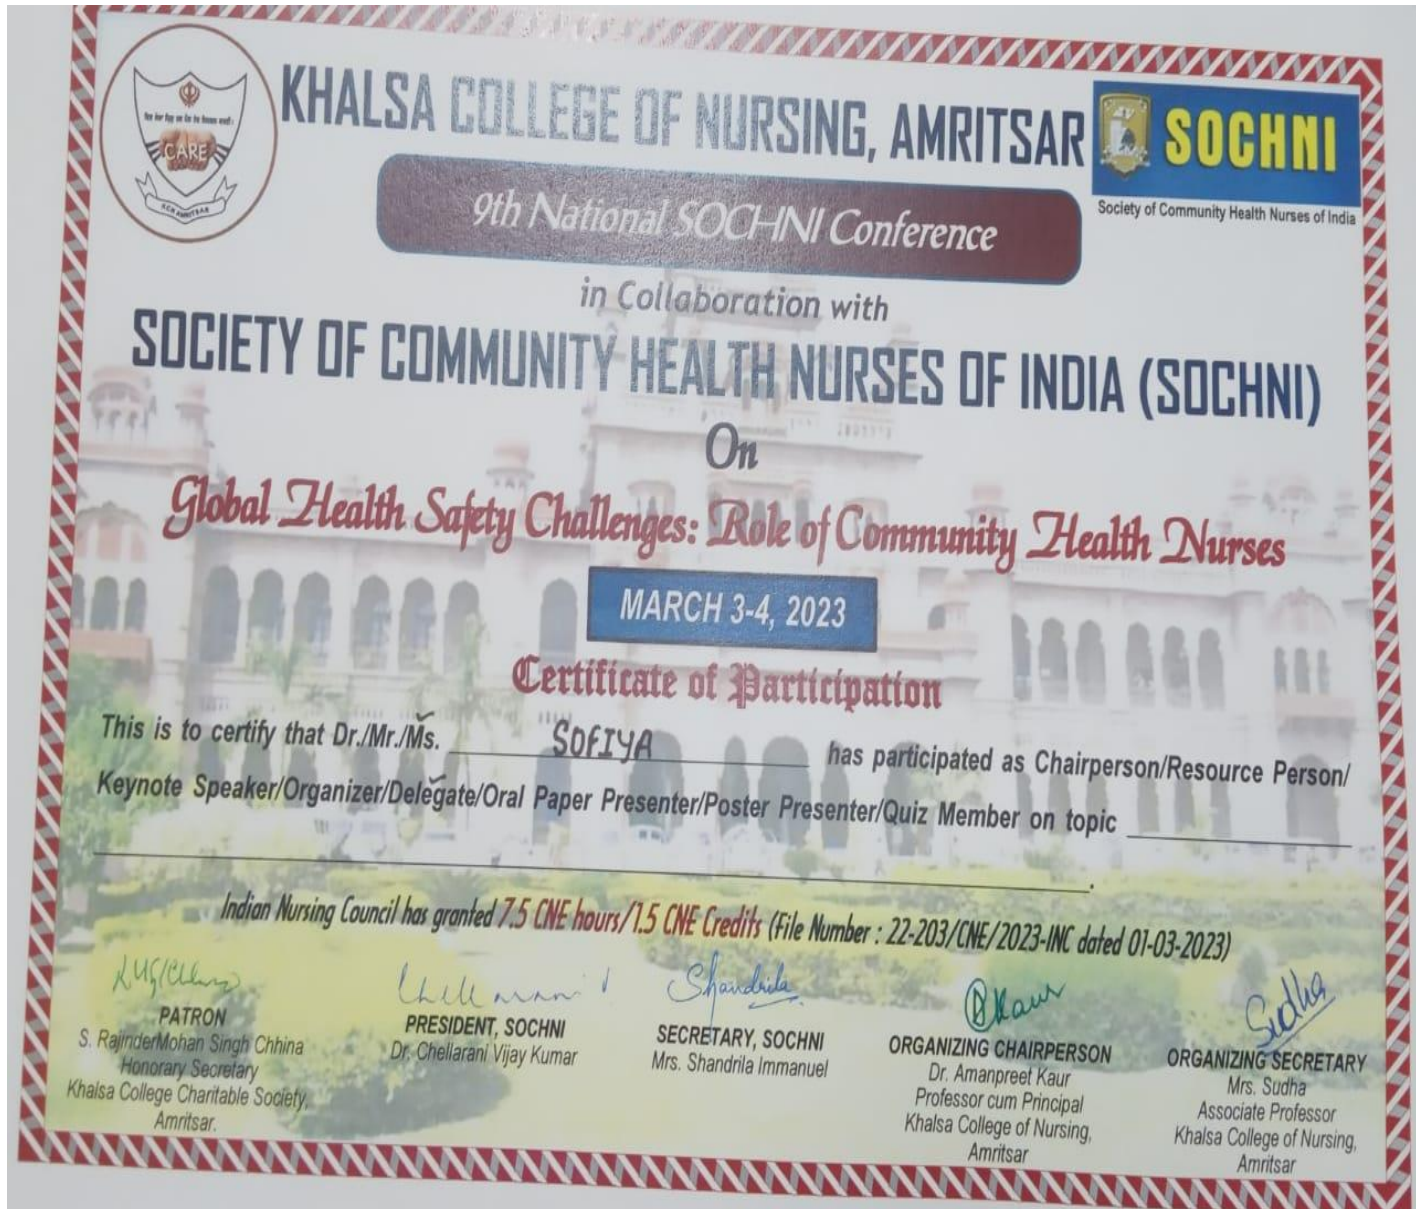 KHALSA COLLEGE OF NURSING, AMRITSAR
CARE
KCN AMRITSAR
SOCHNI
Society of Community Health Nurses of India
9th National SOCHNI Conference
in Collaboration with
SOCIETY OF COMMUNITY HEALTH NURSES OF INDIA (SOCHNI)
On
Global Health Safety Challenges: Role of Community Health Nurses
MARCH 3-4, 2023
Certificate of Participation
This is to certify that Dr./Mr./Ms. SOFIYA has participated as Chairperson/Resource Person/
Keynote Speaker/Organizer/Delegate/Oral Paper Presenter/Poster Presenter/Quiz Member on topic
.
Indian Nursing Council has granted 7.5 CNE hours/1.5 CNE Credits (File Number : 22-203/CNE/2023-INC dated 01-03-2023)
Shandrila
Kaur
Sudha
PATRON
S. RajinderMohan Singh Chhina
Honorary Secretary
Khalsa College Charitable Society,
Amritsar.
PRESIDENT, SOCHNI
Dr. Chellarani Vijay Kumar
SECRETARY, SOCHNI
Mrs. Shandrila Immanuel
ORGANIZING CHAIRPERSON
Dr. Amanpreet Kaur
Professor cum Principal
Khalsa College of Nursing,
Amritsar
ORGANIZING SECRETARY
Mrs. Sudha
Associate Professor
Khalsa College of Nursing,
Amritsar